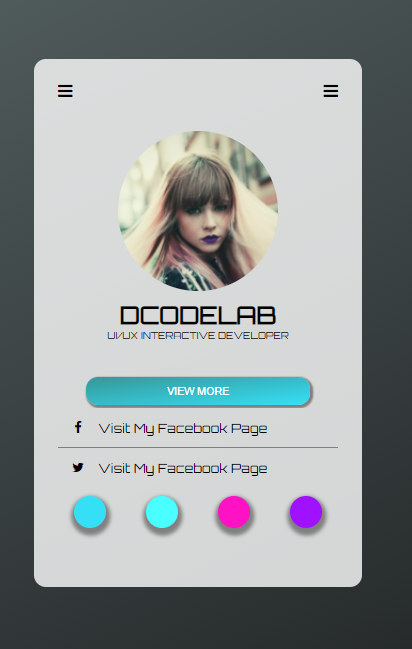 DCODELAB
UI/UX INTERACTIVE DEVELOPER
VIEW MORE
Visit My Facebook Page
Visit My Facebook Page